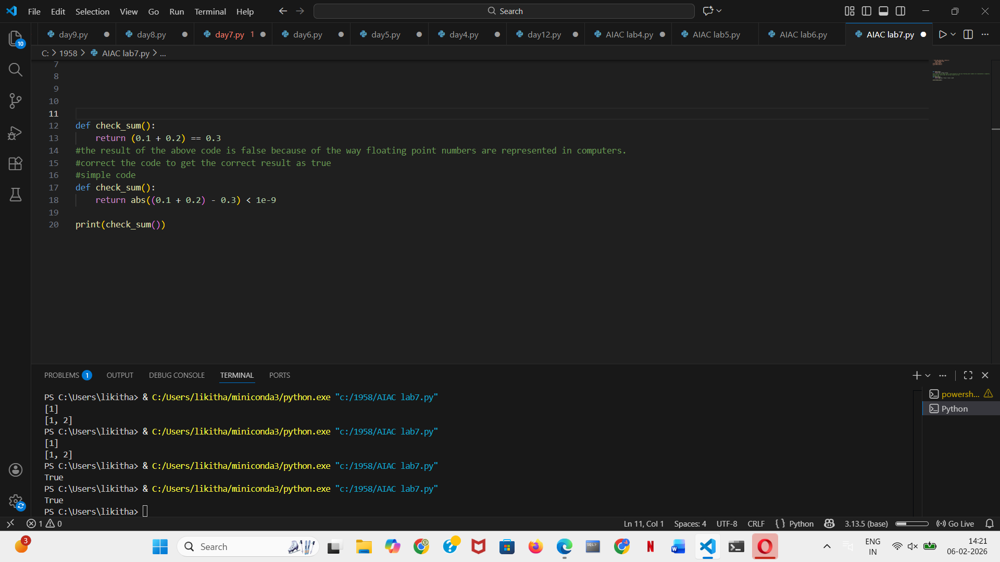 File Edit Selection View Go Run Terminal Help Search
day9.py day8.py day7.py 1 day6.py day5.py day4.py day12.py AIAC lab4.py AIAC lab5.py AIAC lab6.py AIAC lab7.py
10
C: > 1958 > AIAC lab7.py > ...
7
8
9
10
11
12 def check_sum():
13     return (0.1 + 0.2) == 0.3
14 #the result of the above code is false because of the way floating point numbers are represented in computers.
15 #correct the code to get the correct result as true
16 #simple code
17 def check_sum():
18     return abs((0.1 + 0.2) - 0.3) < 1e-9
19
20 print(check_sum())
PROBLEMS 1 OUTPUT DEBUG CONSOLE TERMINAL PORTS
PS C:\Users\likitha> & C:/Users/likitha/miniconda3/python.exe "c:/1958/AIAC lab7.py"
[1]
[1, 2]
PS C:\Users\likitha> & C:/Users/likitha/miniconda3/python.exe "c:/1958/AIAC lab7.py"
[1]
[1, 2]
PS C:\Users\likitha> & C:/Users/likitha/miniconda3/python.exe "c:/1958/AIAC lab7.py"
True
PS C:\Users\likitha> & C:/Users/likitha/miniconda3/python.exe "c:/1958/AIAC lab7.py"
True
PS C:\Users\likitha>
powersh...
Python
1 0 Ln 11, Col 1 Spaces: 4 UTF-8 CRLF {} Python 3.13.5 (base) Go Live
3 Search
SQL>
W
N
ENG
IN
14:21
06-02-2026